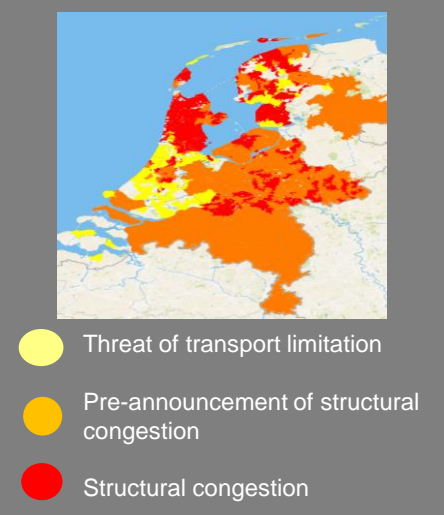 Threat of transport limitation
Pre-announcement of structural
congestion
Structural congestion